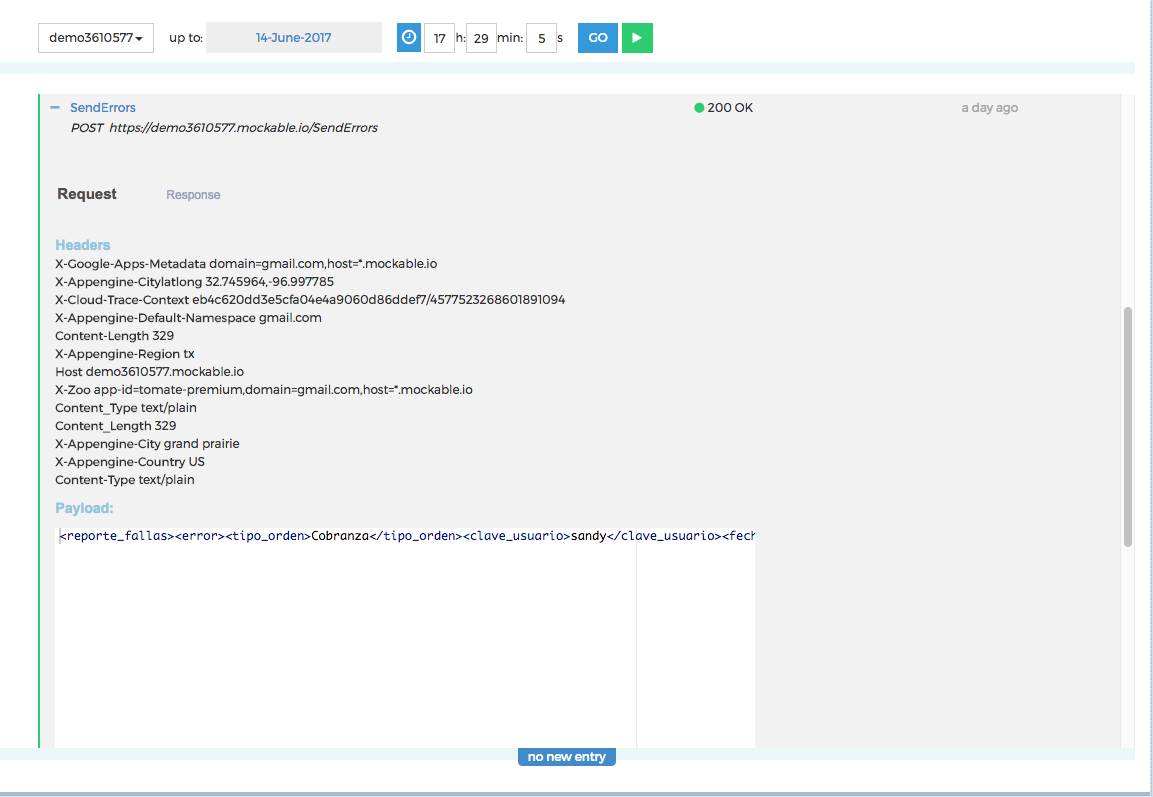 demo3610577 up to: 14-June-2017 17 h: 29 min: 5 s GO
SendErrors 200 OK a day ago
POST https://demo3610577.mockable.io/SendErrors
Request Response
Headers
X-Google-Apps-Metadata domain=gmail.com,host=*.mockable.io
X-Appengine-Citylatlong 32.745964,-96.997785
X-Cloud-Trace-Context eb4c620dd3e5cfa04e4a9060d86ddef7/4577523268601891094
X-Appengine-Default-Namespace gmail.com
Content-Length 329
X-Appengine-Region tx
Host demo3610577.mockable.io
X-Zoo app-id=tomate-premium,domain=gmail.com,host=*.mockable.io
Content_Type text/plain
Content_Length 329
X-Appengine-City grand prairie
X-Appengine-Country US
Content-Type text/plain
Payload:
<reporte_fallas><error><tipo_orden>Cobranza</tipo_orden><clave_usuario>sandy</clave_usuario><fech
no new entry